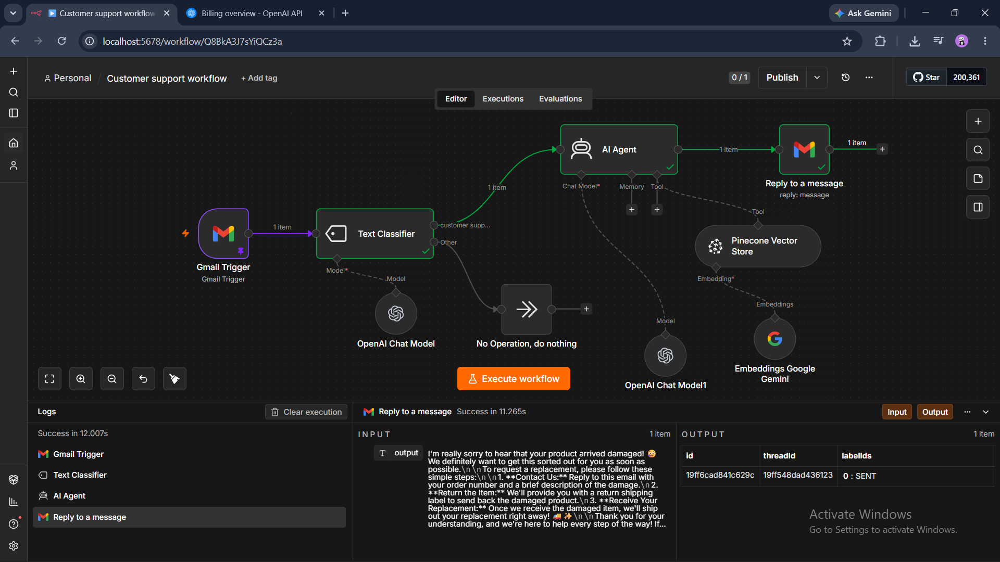 Customer support workflow
Billing overview - OpenAI API
Ask Gemini
localhost:5678/workflow/Q8BkA3J7sYiQCz3a
Personal / Customer support workflow + Add tag
0 / 1
Publish
Star 200,361
Editor Executions Evaluations
AI Agent
1 item
1 item
Chat Model*
Memory
Tool
Reply to a message
reply: message
1 item
customer supp...
Other
1 item
Text Classifier
Gmail Trigger
Gmail Trigger
Model*
Model
OpenAI Chat Model
No Operation, do nothing
Tool
Pinecone Vector
Store
Embedding*
Embeddings
Embeddings Google
Gemini
Model
OpenAI Chat Model1
Execute workflow
Logs
Clear execution
Success in 12.007s
Gmail Trigger
Text Classifier
AI Agent
Reply to a message
Reply to a message Success in 11.265s
Input Output
INPUT
1 item
T output
I'm really sorry to hear that your product arrived damaged! 😨
We definitely want to get this sorted out for you as soon as
possible.\n\nTo request a replacement, please follow these
simple steps:\n\n1. **Contact Us:** Reply to this email with
your order number and a brief description of the damage.\n2.
**Return the Item:** We'll provide you with a return shipping
label to send back the damaged product.\n3. **Receive Your
Replacement:** Once we receive the damaged item, we'll ship
out your replacement right away! 🚚✨\n\nThank you for your
understanding, and we're here to help every step of the way! If...
OUTPUT
1 item
id threadId labelIds
19ff6cad841c629c 19ff548dad436123 0 : SENT
Activate Windows
Go to Settings to activate Windows.